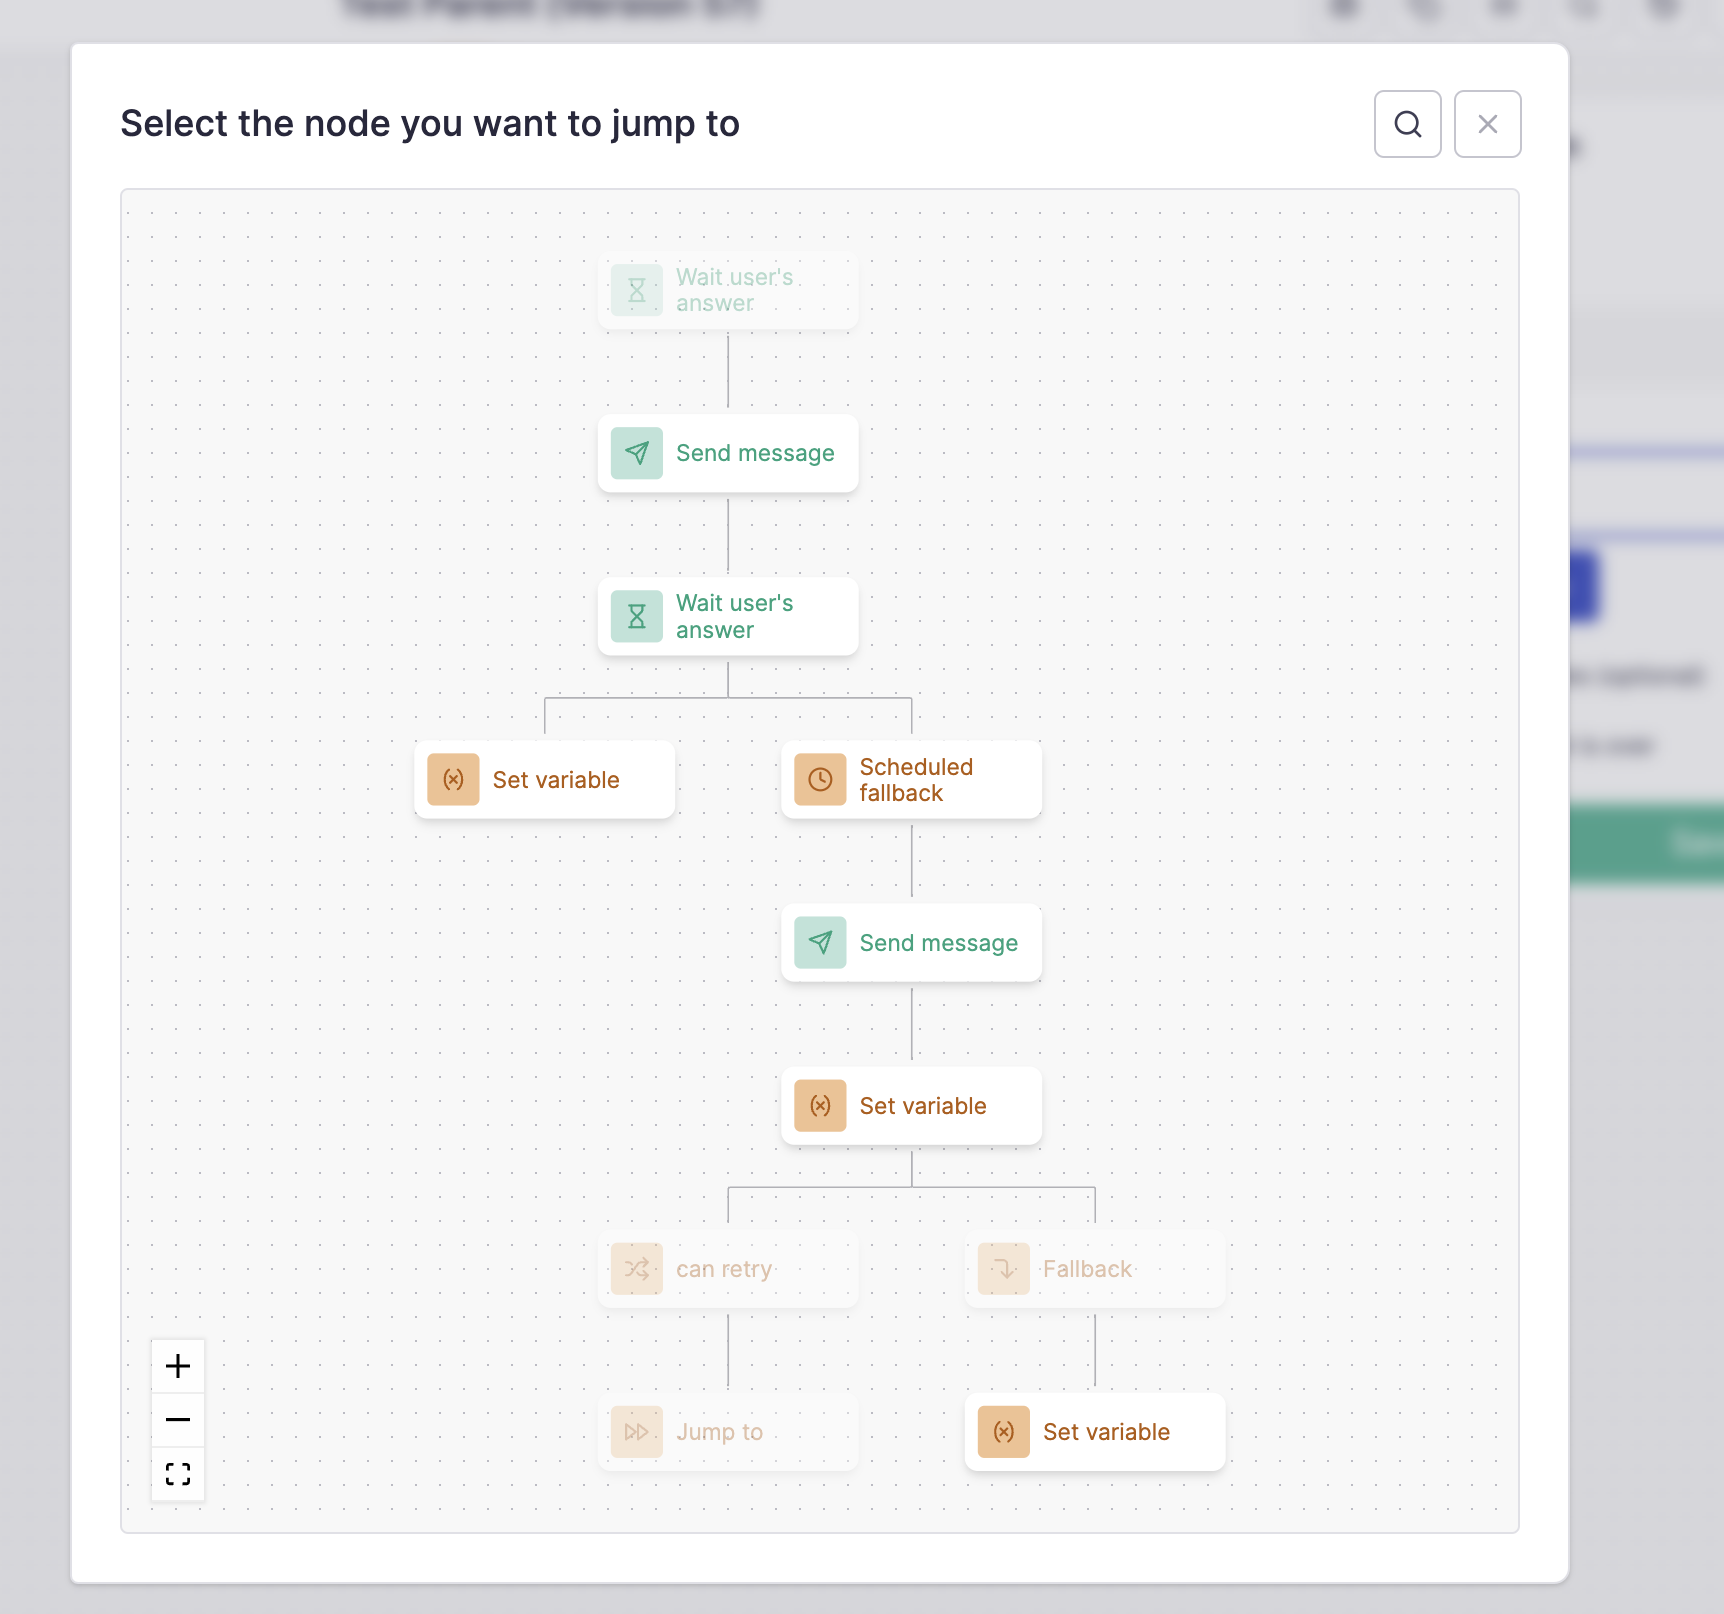 Select the node you want to jump to
Wait user's
answer
Send message
Wait user's
answer
Set variable
Scheduled
fallback
Send message
Set variable
can retry
Fallback
Jump to
Set variable